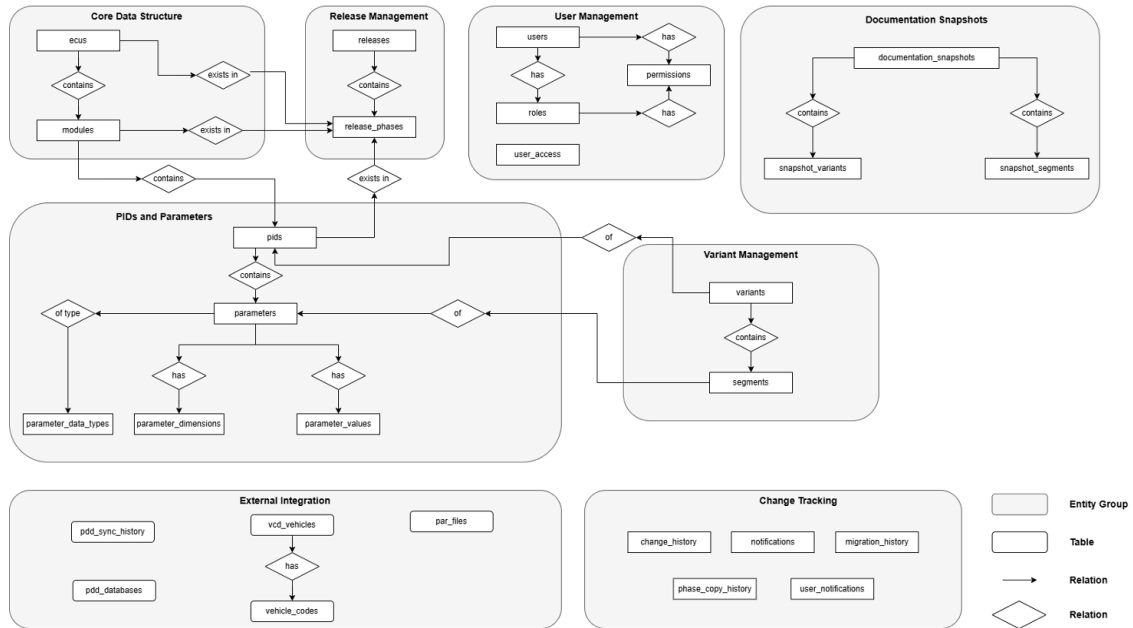 Core Data Structure
ecus
contains
exists in
modules
exists in
Release Management
releases
contains
release_phases
User Management
users
has
has
permissions
roles
has
user_access
Documentation Snapshots
documentation_snapshots
contains
contains
snapshot_variants
snapshot_segments
contains
exists in
PIDs and Parameters
pids
contains
of type
parameters
of
has
has
parameter_data_types
parameter_dimensions
parameter_values
of
Variant Management
variants
contains
segments
External Integration
pdd_sync_history
vcd_vehicles
par_files
has
pdd_databases
vehicle_codes
Change Tracking
change_history
notifications
migration_history
phase_copy_history
user_notifications
Entity Group
Table
Relation
Relation